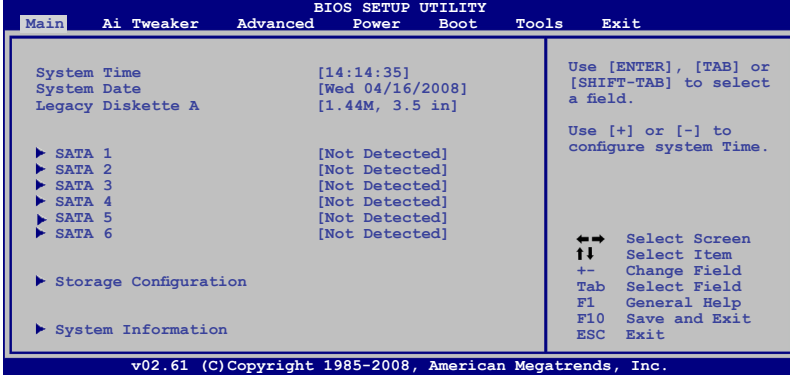 BIOS SETUP UTILITY
Main Ai Tweaker Advanced Power Boot Tools Exit
System Time [14:14:35]
System Date [Wed 04/16/2008]
Legacy Diskette A [1.44M, 3.5 in]
SATA 1 [Not Detected]
SATA 2 [Not Detected]
SATA 3 [Not Detected]
SATA 4 [Not Detected]
SATA 5 [Not Detected]
SATA 6 [Not Detected]
Storage Configuration
System Information
Use [ENTER], [TAB] or
[SHIFT-TAB] to select
a field.
Use [+] or [-] to
configure system Time.
←→ Select Screen
↑↓ Select Item
+- Change Field
Tab Select Field
F1 General Help
F10 Save and Exit
ESC Exit
v02.61 (C)Copyright 1985-2008, American Megatrends, Inc.